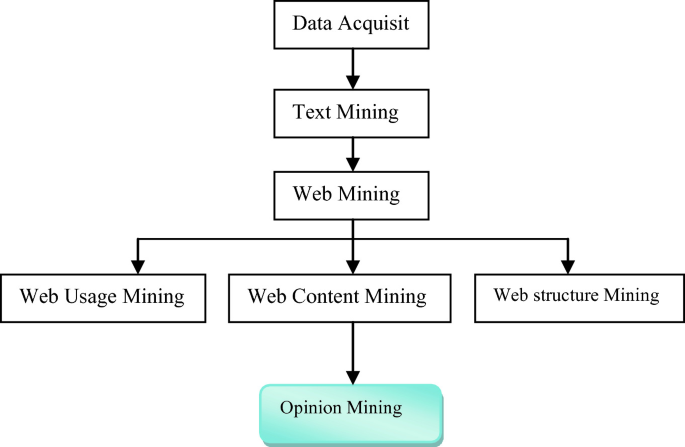 Data Acquisit
Text Mining
Web Mining
Web Usage Mining
Web Content Mining
Web structure Mining
Opinion Mining